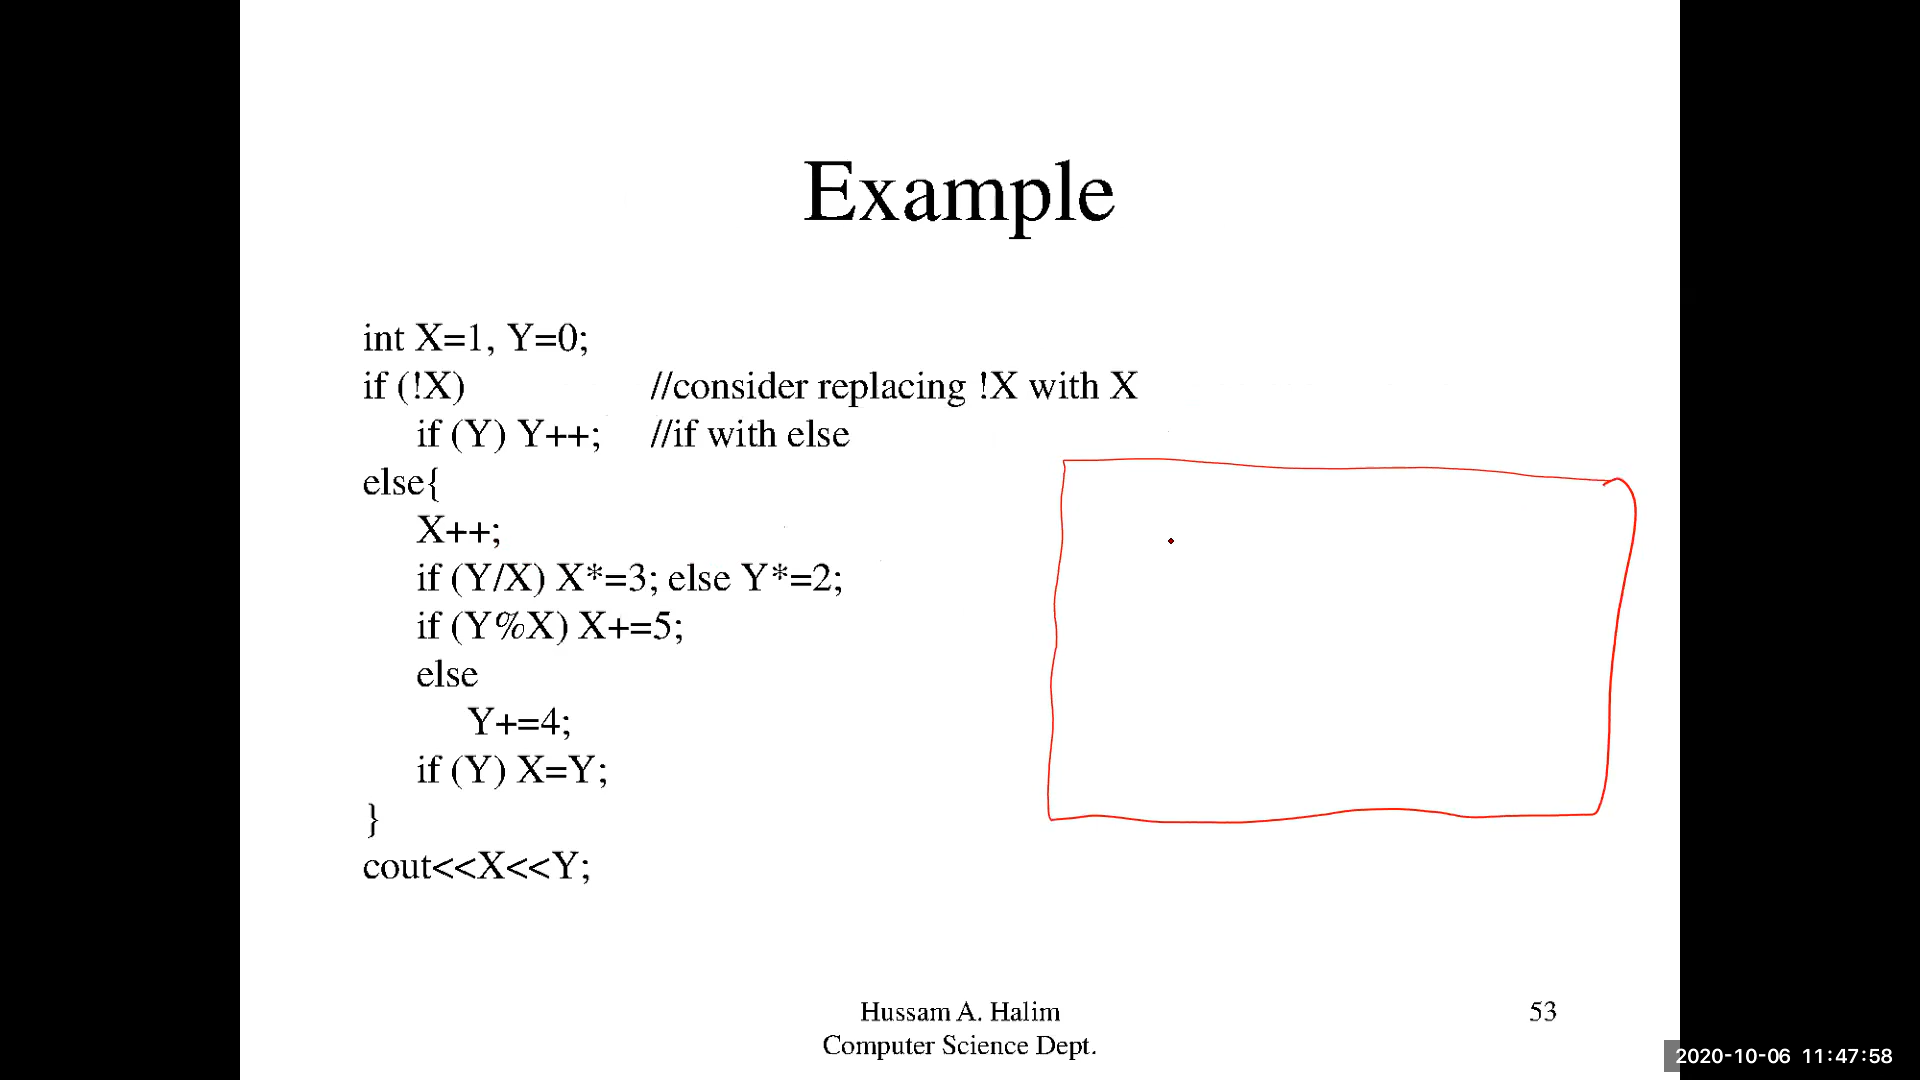 Example
int X=1, Y=0;
if (!X) //consider replacing !X with X
if (Y) Y++; //if with else
else{
X++;
if (Y/X) X*=3; else Y*=2;
if (Y%X) X+=5;
else
Y+=4;
if (Y) X=Y;
}
cout<<X<<Y;
Hussam A. Halim
Computer Science Dept.
53
2020-10-06 11:47:58